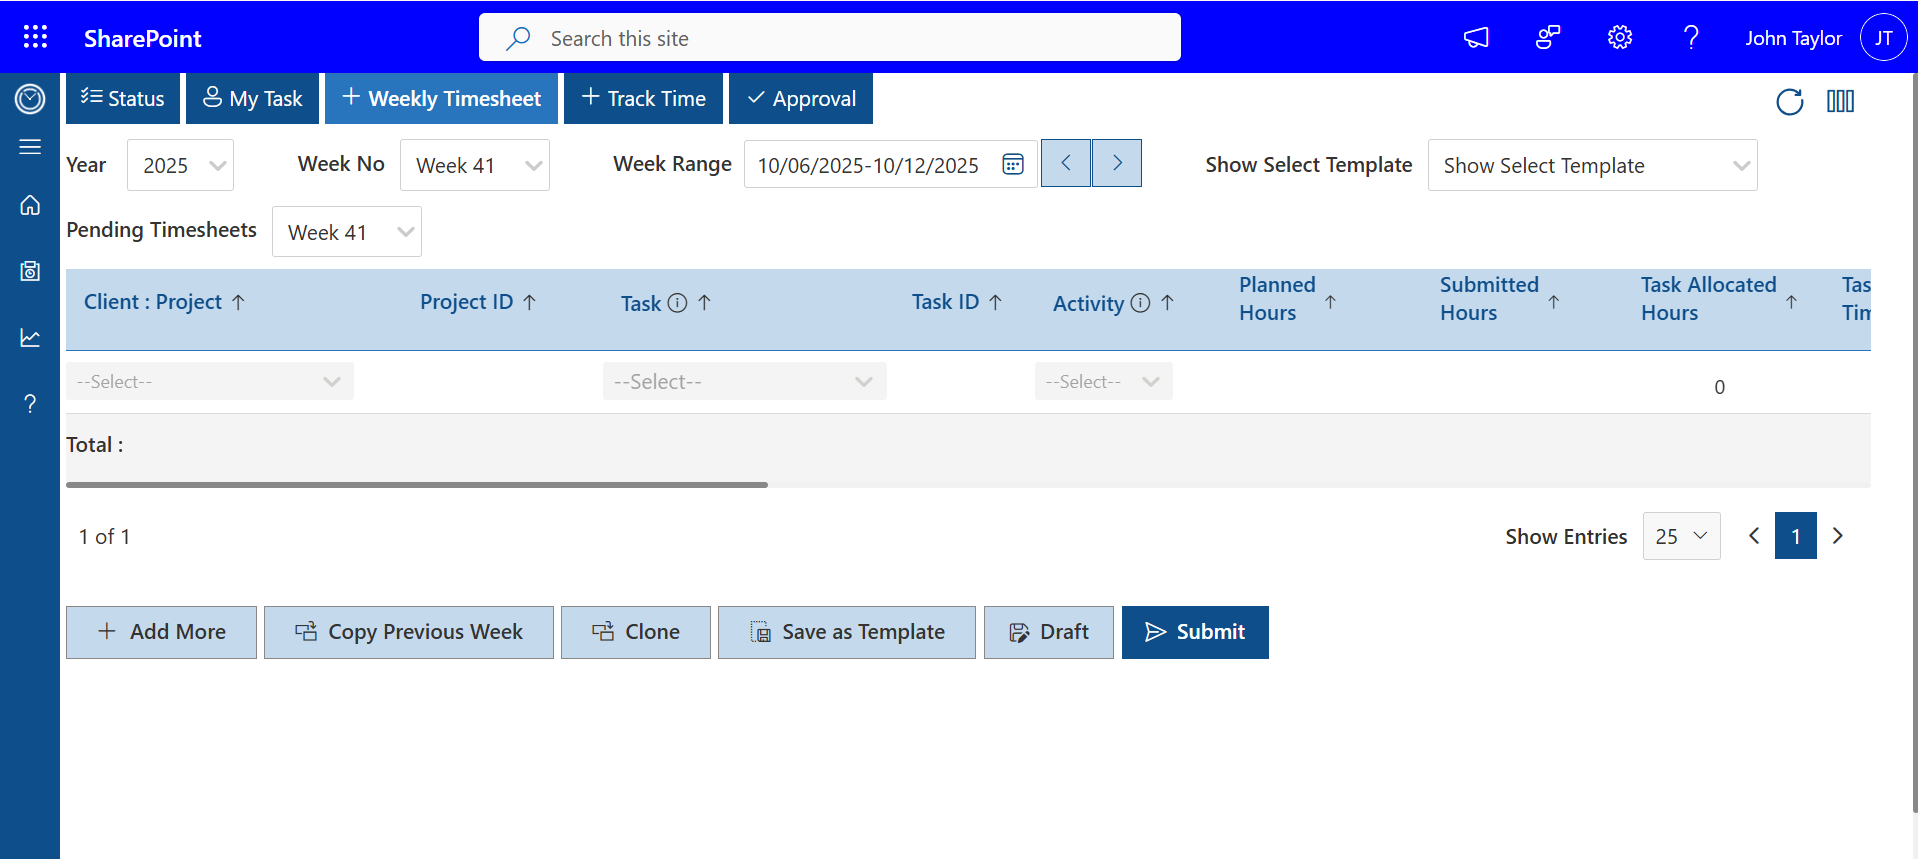 SharePoint
Search this site
John Taylor
JT
Status
My Task
Weekly Timesheet
Track Time
Approval
Year
2025
Week No
Week 41
Week Range
10/06/2025-10/12/2025
Show Select Template
Show Select Template
Pending Timesheets
Week 41
Client : Project
Project ID
Task
Task ID
Activity
Planned
Hours
Submitted
Hours
Task Allocated
Hours
Tas
Tim
--Select--
--Select--
--Select--
0
Total :
1 of 1
Show Entries
25
1
Add More
Copy Previous Week
Clone
Save as Template
Draft
Submit